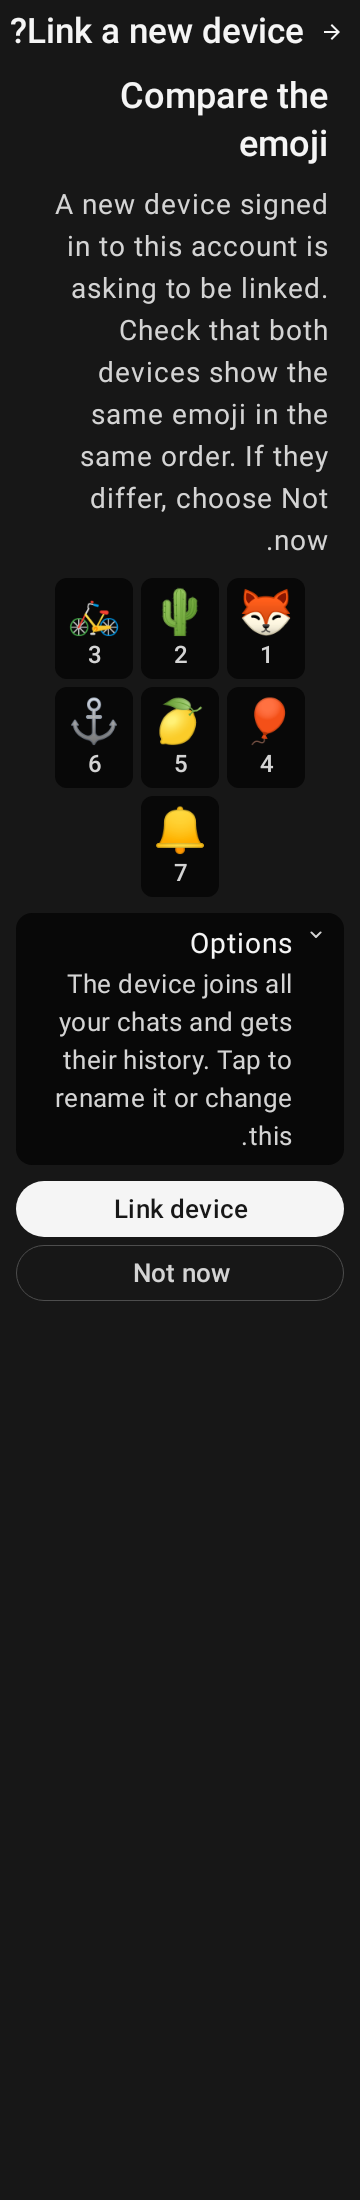 ?Link a new device
Compare the
emoji
A new device signed
in to this account is
asking to be linked.
Check that both
devices show the
same emoji in the
same order. If they
differ, choose Not
.now
3 2 1
6 5 4
7
Options
The device joins all
your chats and gets
their history. Tap to
rename it or change
.this
Link device
Not now